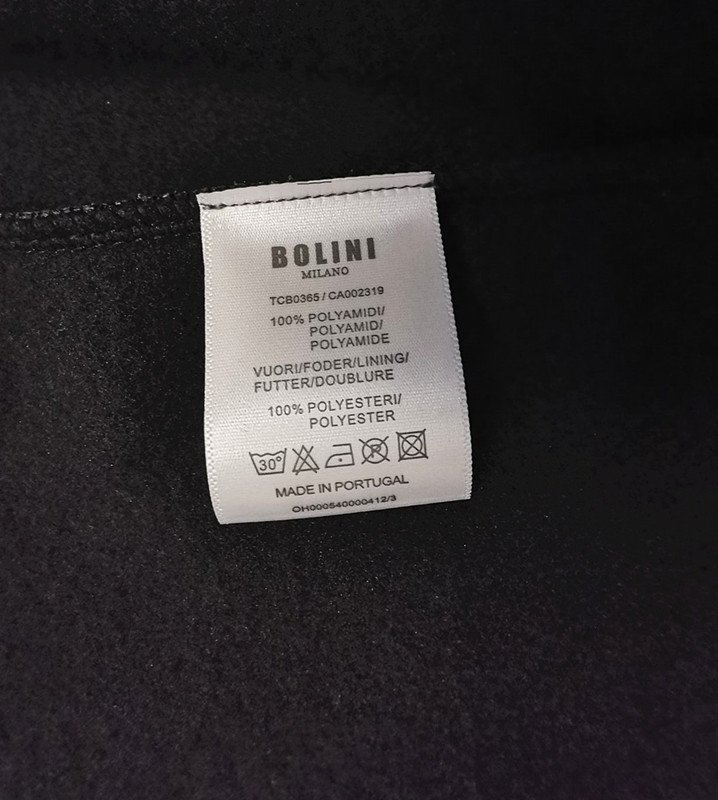 BOLINI
MILANO
TCB0365 / CA002319
100% POLYAMIDI/
POLYAMID/
POLYAMIDE
VUORI/FODER/LINING/
FUTTER/DOUBLURE
100% POLYESTERI/
POLYESTER
30°
MADE IN PORTUGAL
OH000540000412/3